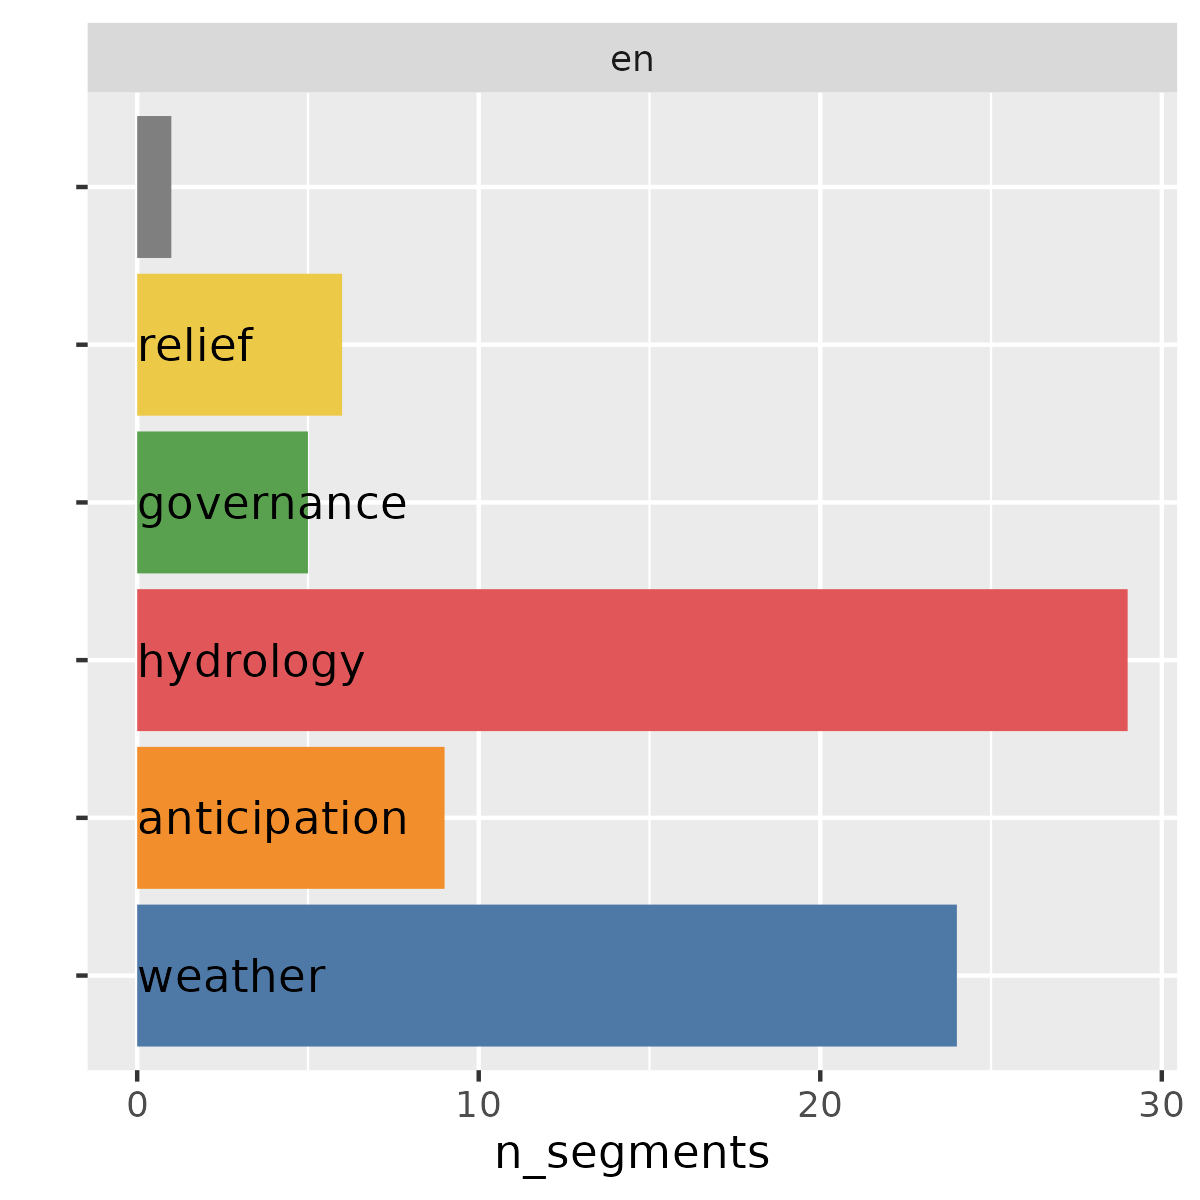 en
relief
governance
hydrology
anticipation
weather
0 10 20 30
n_segments